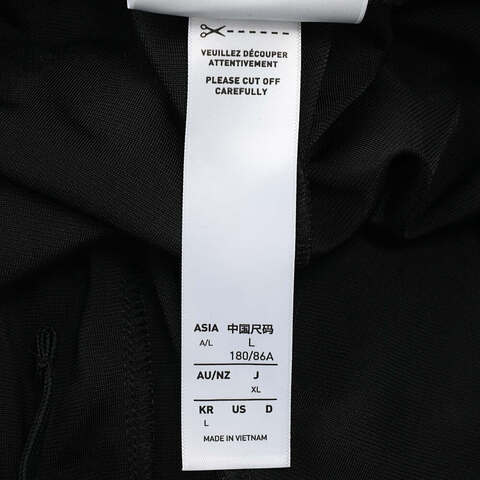 VEUILLEZ DÉCOUPER
ATTENTIVEMENT
PLEASE CUT OFF
CAREFULLY
ASIA 中国尺码
A/L L
180/86A
AU/NZ J
XL
KR US D
L
MADE IN VIETNAM